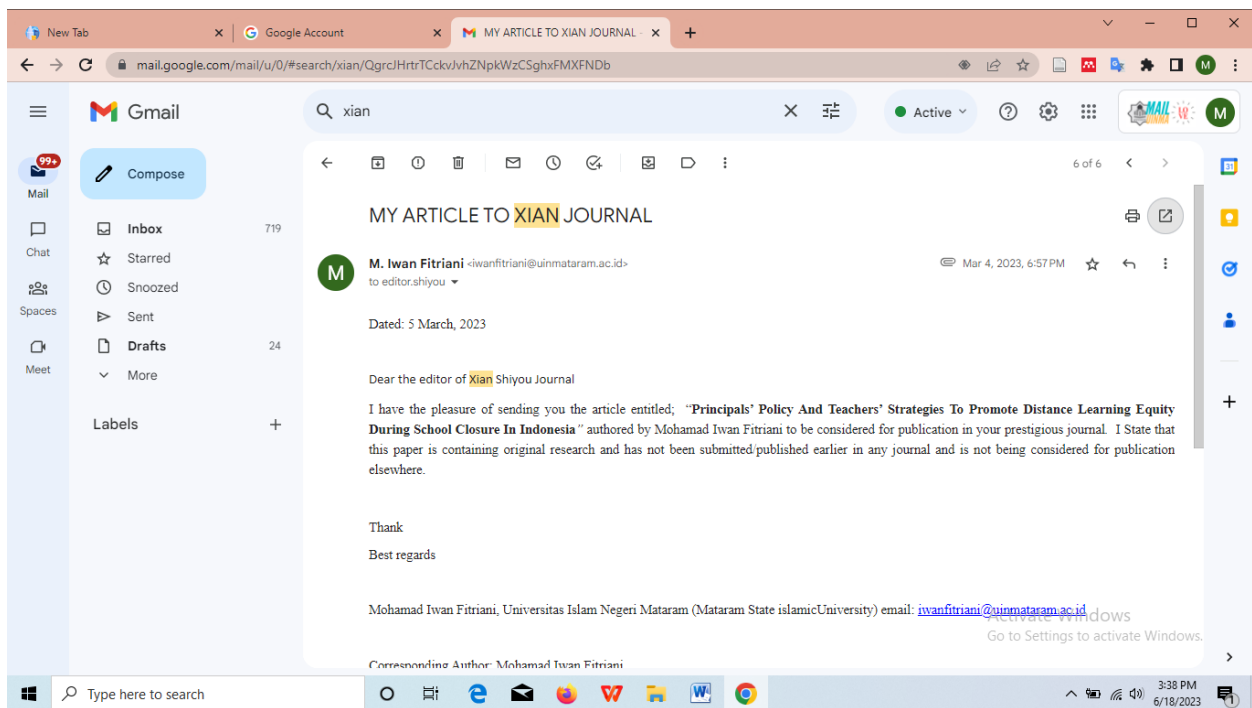 New Tab
Google Account
MY ARTICLE TO XIAN JOURNAL -
mail.google.com/mail/u/0/#search/xian/QgrcJHrtrTCckvJvhZNpkWzCSghxFMXFNDb
M
Gmail
xian
Active
MAIL
M
99+
Mail
Compose
6 of 6
31
Chat
Spaces
Meet
Inbox 719
Starred
Snoozed
Sent
Drafts 24
More
Labels
MY ARTICLE TO XIAN JOURNAL
M
M. Iwan Fitriani <iwanfitriani@uinmataram.ac.id>
Mar 4, 2023, 6:57 PM
to editor.shiyou
Dated: 5 March, 2023
Dear the editor of Xian Shiyou Journal
I have the pleasure of sending you the article entitled; “Principals’ Policy And Teachers’ Strategies To Promote Distance Learning Equity
During School Closure In Indonesia” authored by Mohamad Iwan Fitriani to be considered for publication in your prestigious journal. I State that
this paper is containing original research and has not been submitted/published earlier in any journal and is not being considered for publication
elsewhere.
Thank
Best regards
Mohamad Iwan Fitriani, Universitas Islam Negeri Mataram (Mataram State islamicUniversity) email: iwanfitriani@uinmataram.ac.id
Activate Windows
Go to Settings to activate Windows.
Corresponding Author: Mohamad Iwan Fitriani
Type here to search
W
3:38 PM
6/18/2023
1